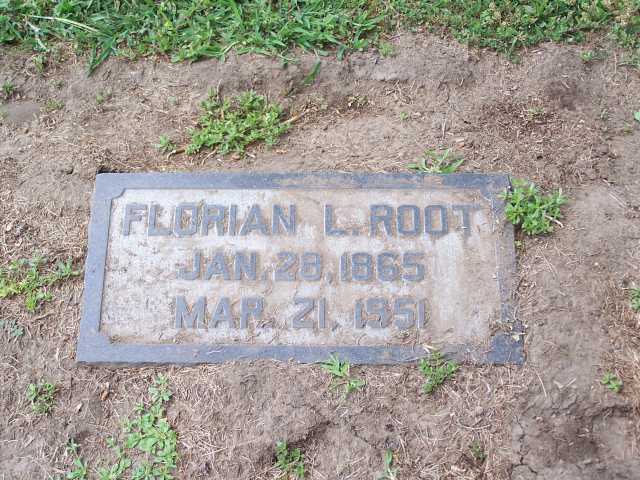 FLORIAN L. ROOT
JAN. 28, 1865
MAR. 21, 1951